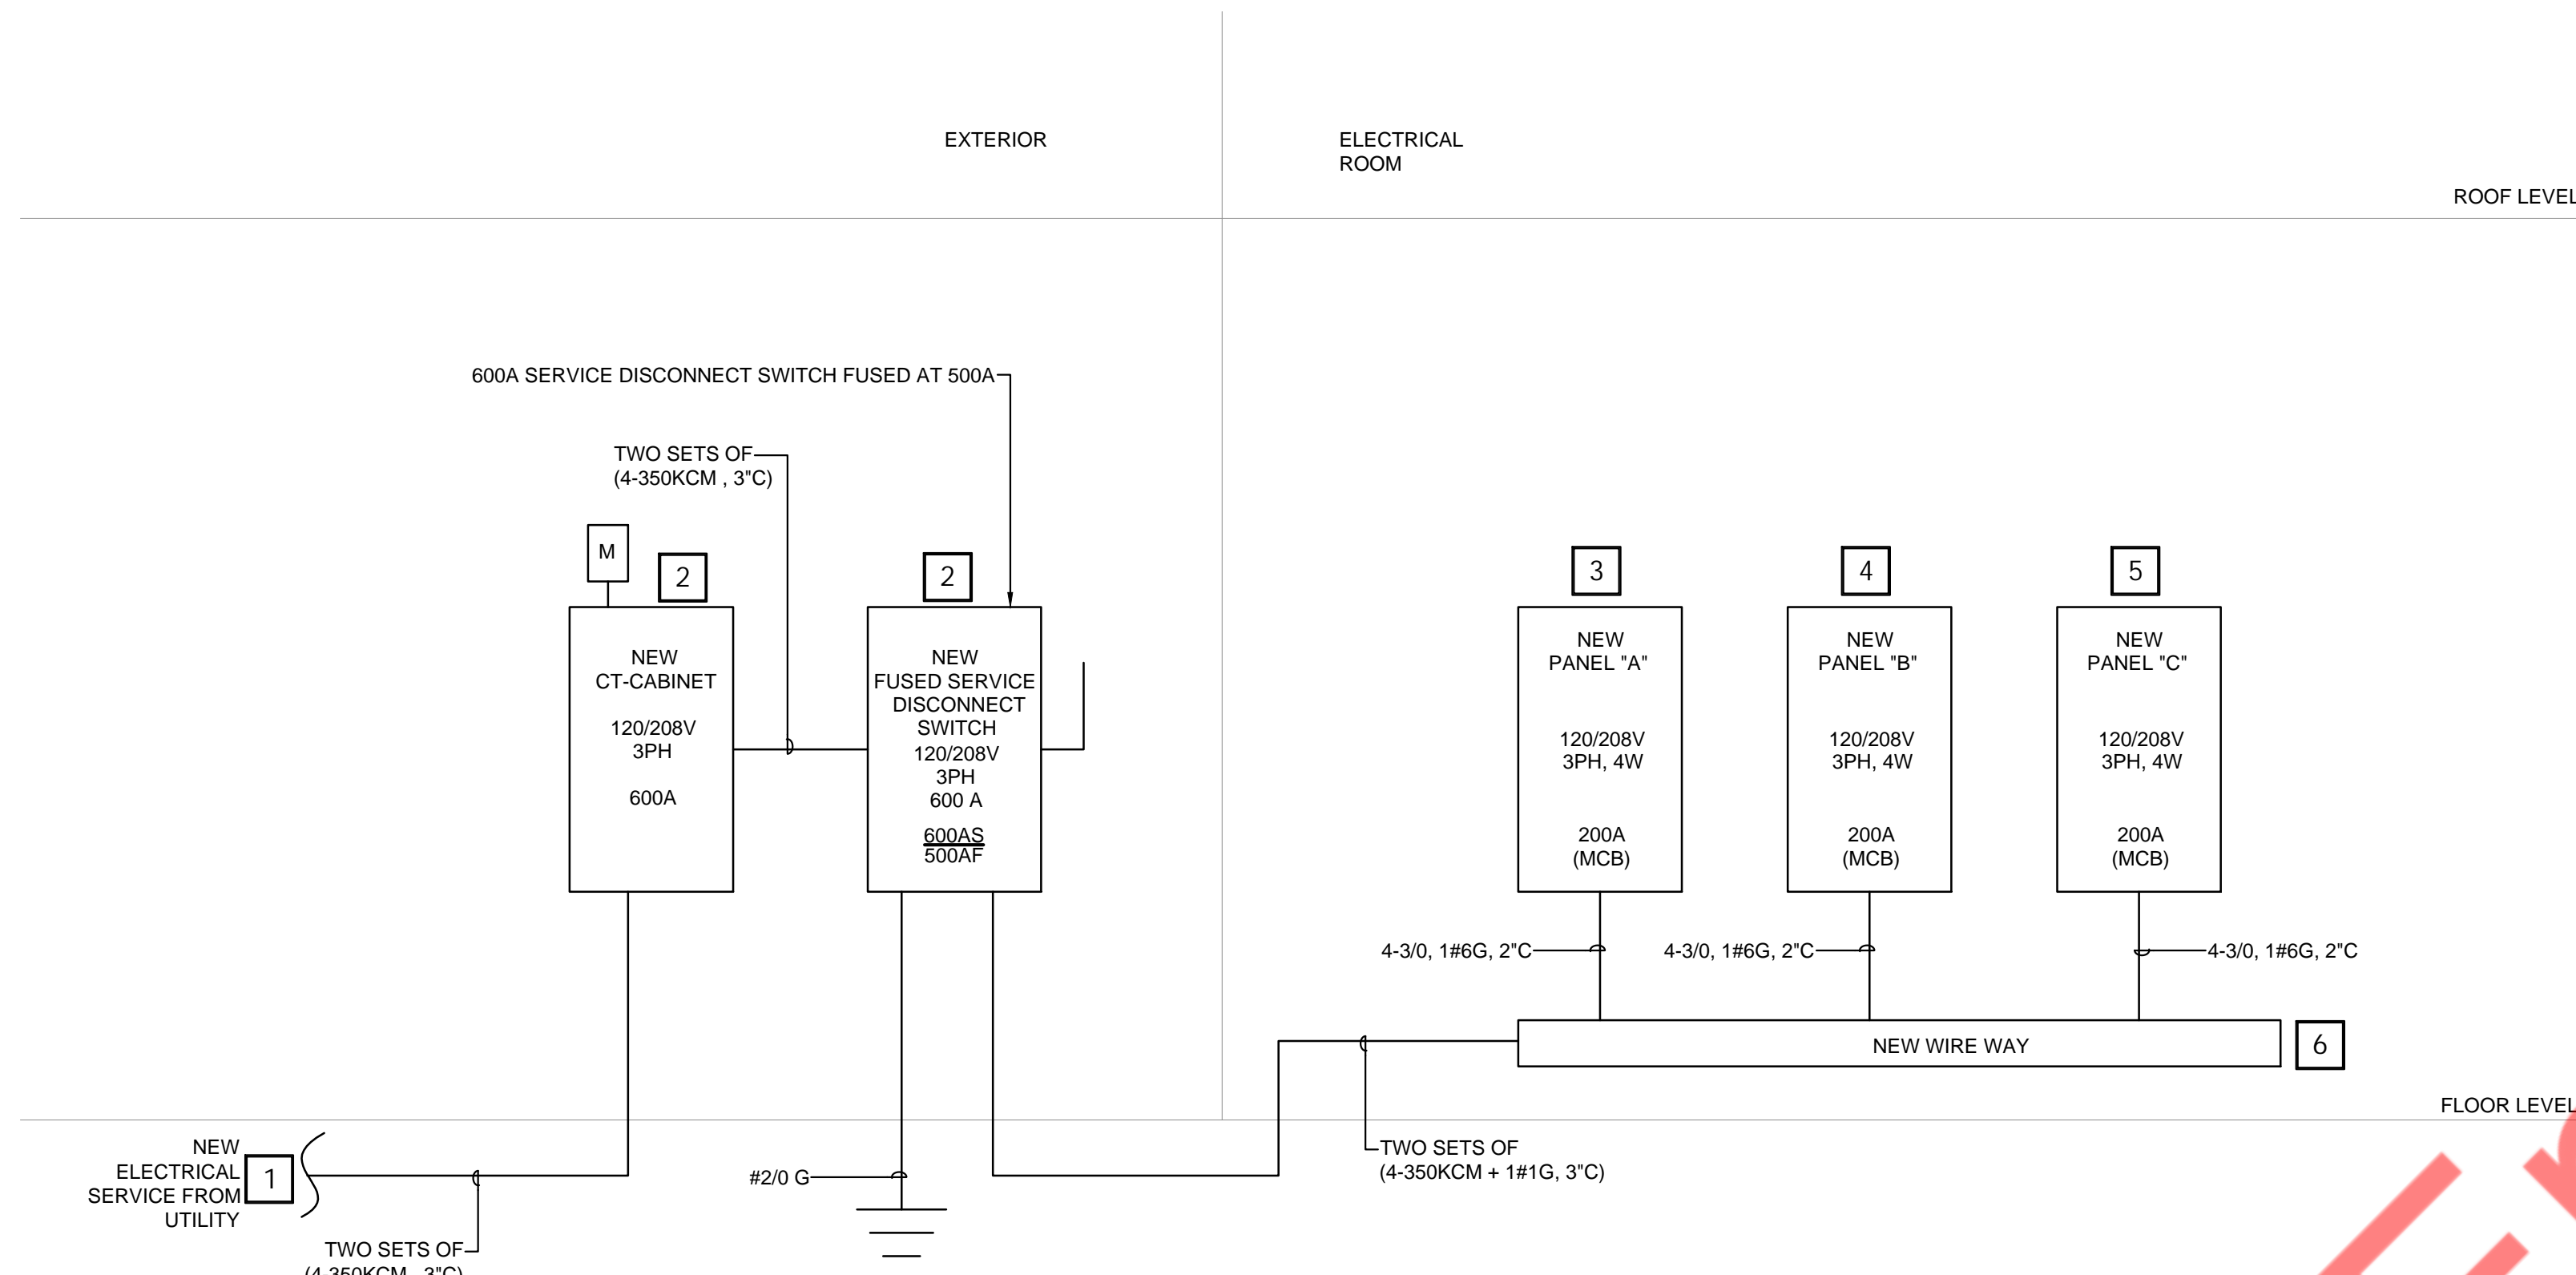 EXTERIOR
ELECTRICAL
ROOM
ROOF LEVEL
600A SERVICE DISCONNECT SWITCH FUSED AT 500A
TWO SETS OF
(4-350KCM , 3"C)
M
2
2
3
4
5
NEW
CT-CABINET
120/208V
3PH
600A
NEW
FUSED SERVICE
DISCONNECT
SWITCH
120/208V
3PH
600 A
600AS
500AF
NEW
PANEL "A"
120/208V
3PH, 4W
200A
(MCB)
NEW
PANEL "B"
120/208V
3PH, 4W
200A
(MCB)
NEW
PANEL "C"
120/208V
3PH, 4W
200A
(MCB)
4-3/0, 1#6G, 2"C
4-3/0, 1#6G, 2"C
4-3/0, 1#6G, 2"C
NEW WIRE WAY
6
FLOOR LEVEL
NEW
ELECTRICAL
SERVICE FROM
UTILITY
1
#2/0 G
TWO SETS OF
(4-350KCM + 1#1G, 3"C)
TWO SETS OF
(4-350KCM , 3"C)